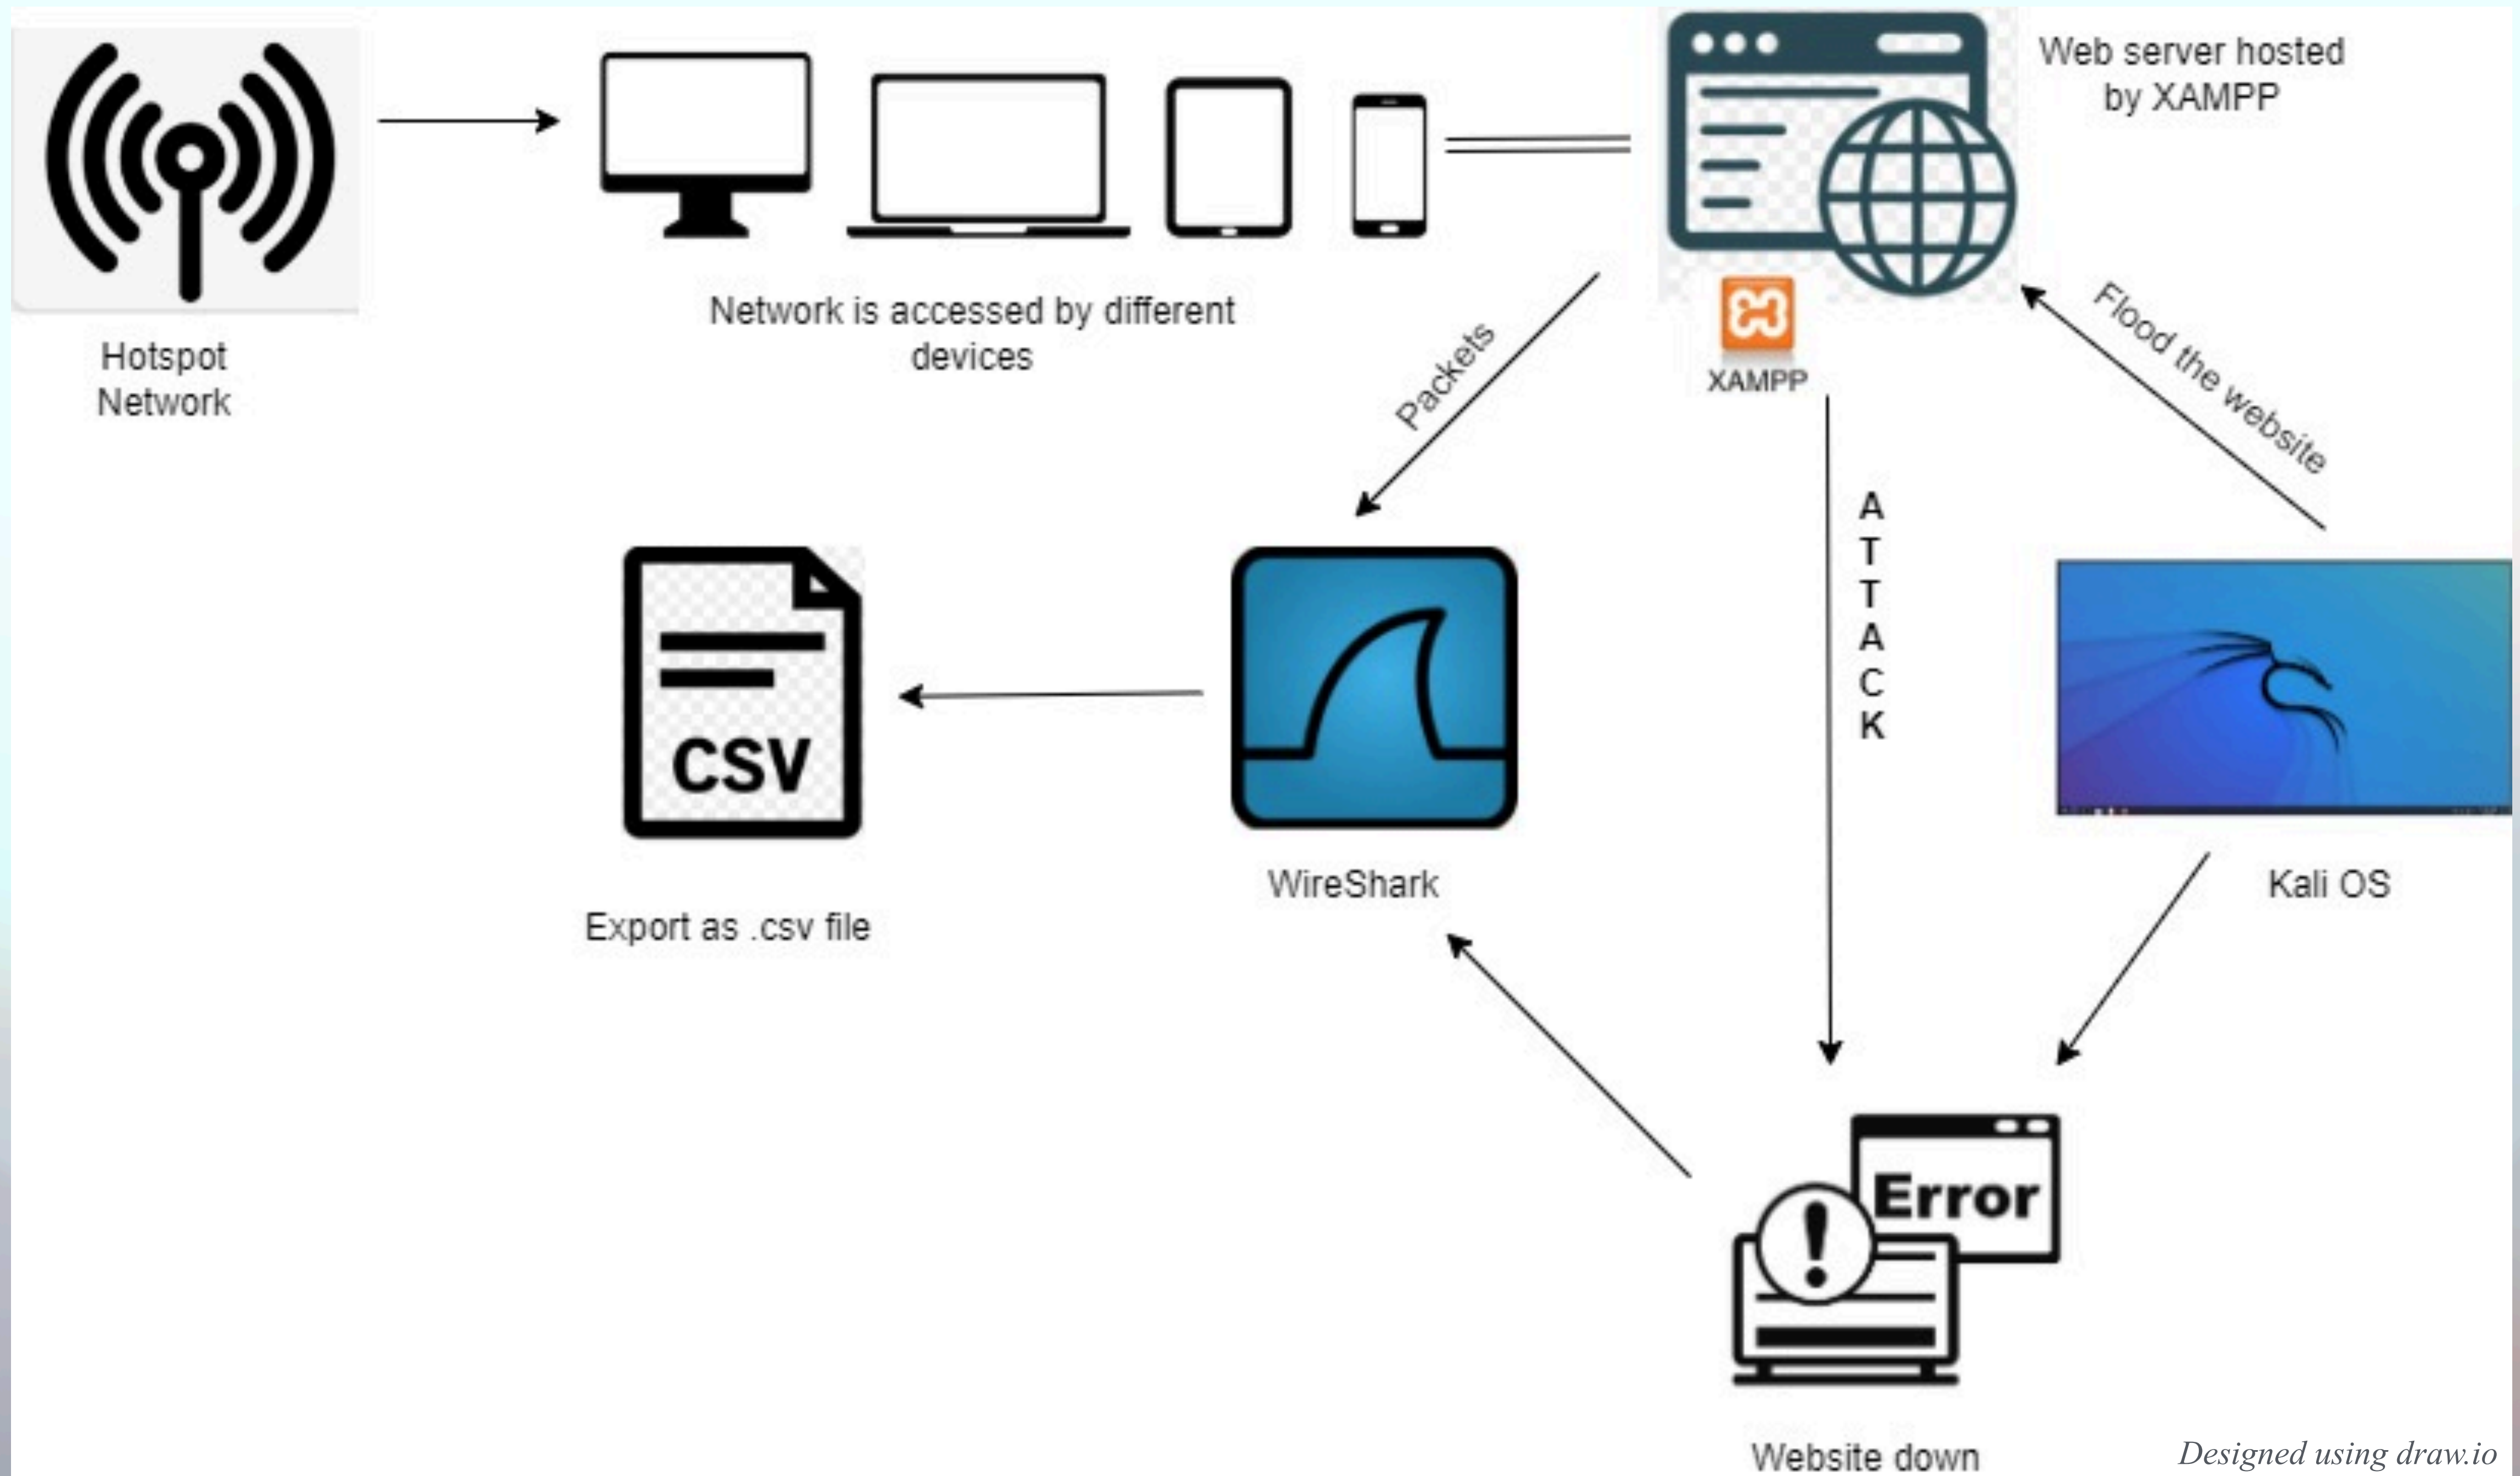 Hotspot
Network
Network is accessed by different
devices
Web server hosted
by XAMPP
XAMPP
Packets
Flood the website
A
T
T
A
C
K
CSV
Export as .csv file
WireShark
Kali OS
Error
!
Website down
Designed using draw.io